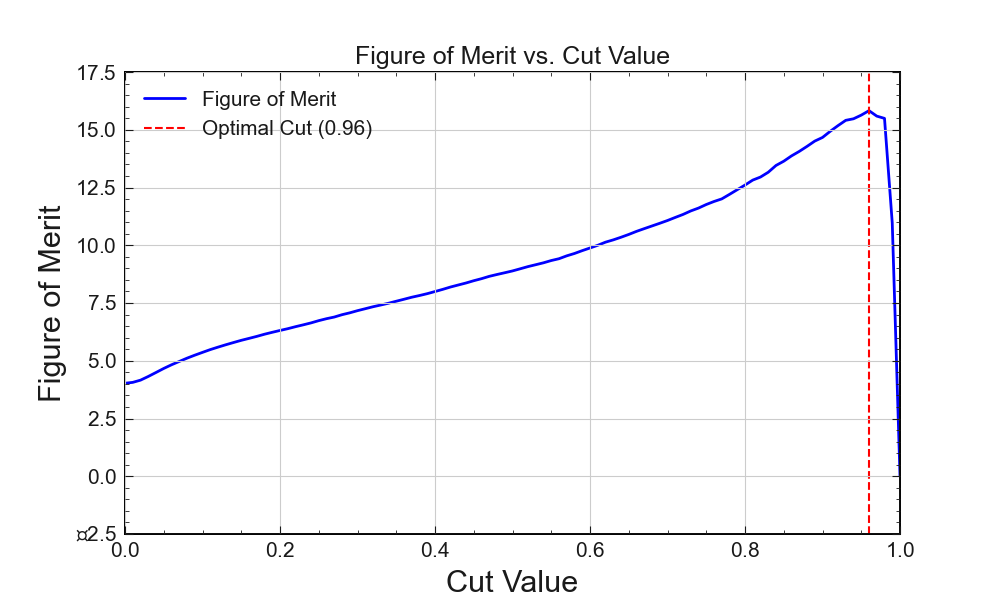 Figure of Merit vs. Cut Value
17.5
15.0
12.5
10.0
7.5
5.0
2.5
0.0
¤2.5
Figure of Merit
Figure of Merit
Optimal Cut (0.96)
0.0 0.2 0.4 0.6 0.8 1.0
Cut Value